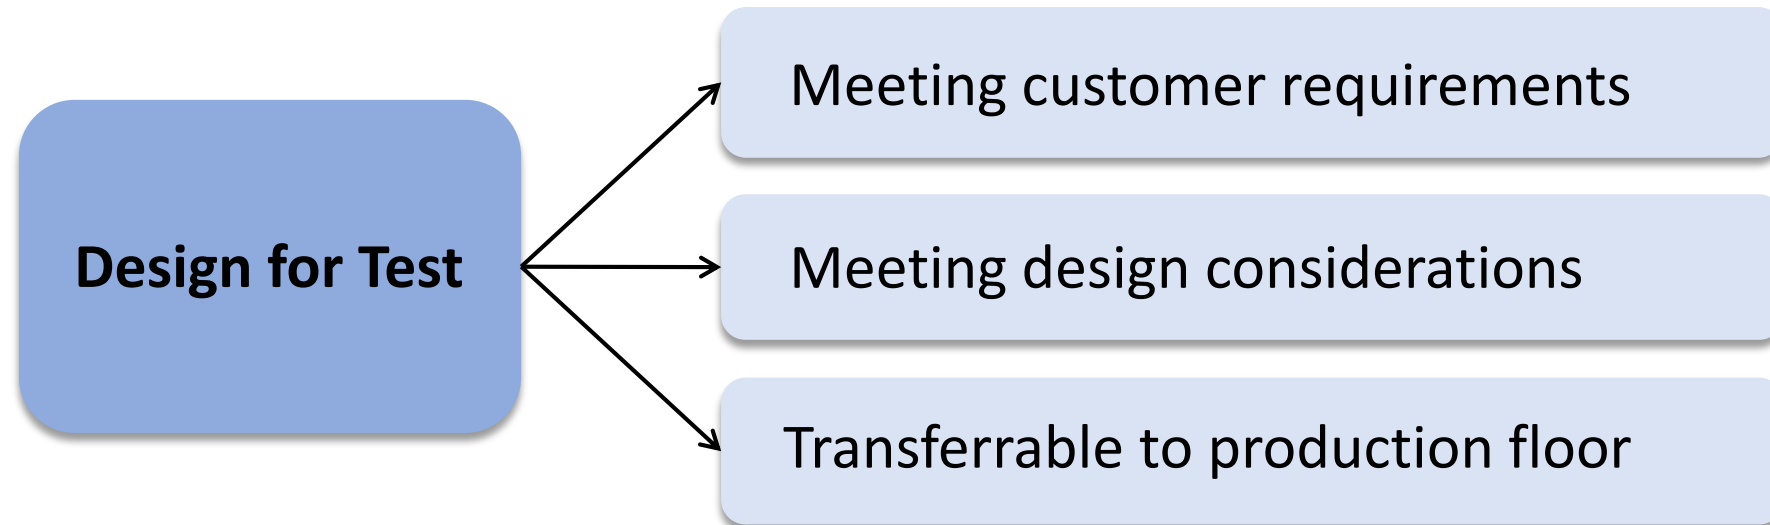 Design for Test
Meeting customer requirements
Meeting design considerations
Transferrable to production floor